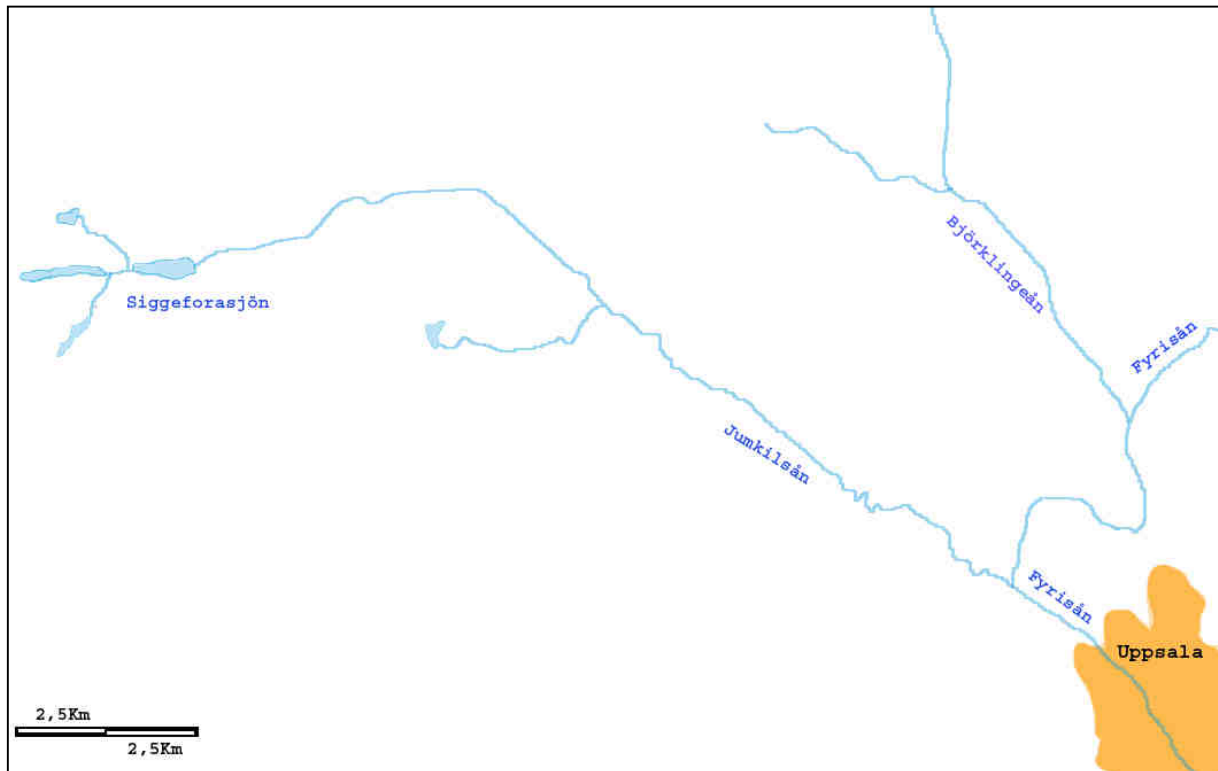 Björklingeån
Fyrisån
Siggeforasjön
Jumkilsån
Fyrisån
Uppsala
2,5Km
2,5Km